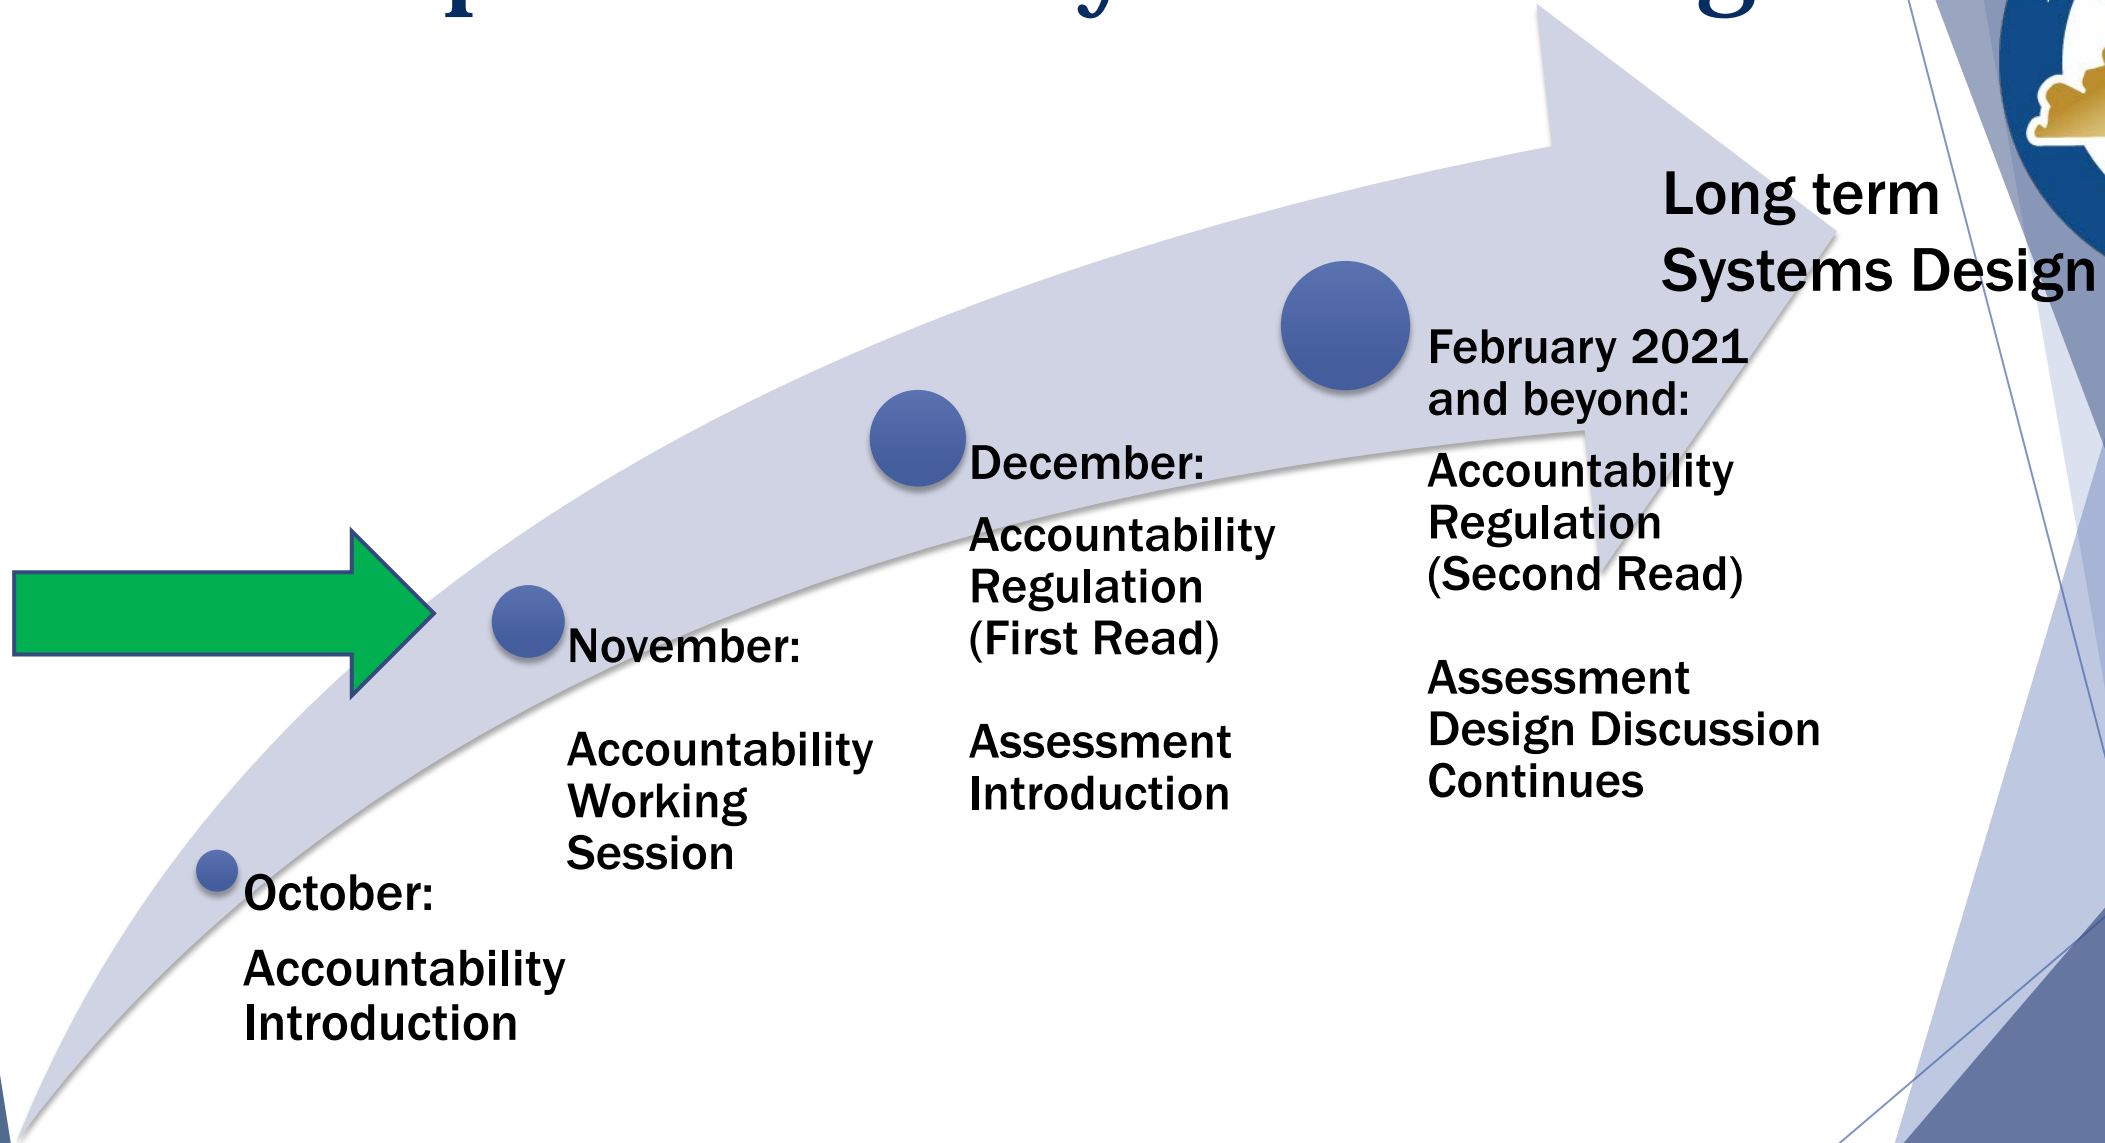 October:
Accountability
Introduction
November:
Accountability
Working
Session
December:
Accountability
Regulation
(First Read)
Assessment
Introduction
February 2021
and beyond:
Accountability
Regulation
(Second Read)
Assessment
Design Discussion
Continues
Long term
Systems Design